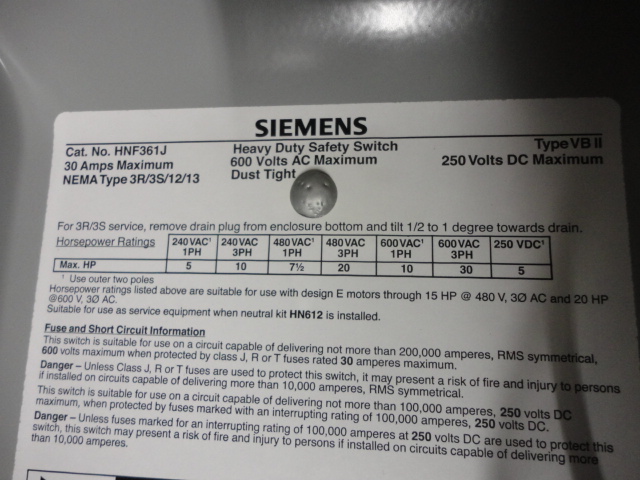 SIEMENS
Cat. No. HNF361J Heavy Duty Safety Switch Type VB II
30 Amps Maximum 600 Volts AC Maximum 250 Volts DC Maximum
NEMA Type 3R/3S/12/13 Dust Tight
For 3R/3S service, remove drain plug from enclosure bottom and tilt 1/2 to 1 degree towards drain.
Horsepower Ratings 240 VAC¹ 1PH 240 VAC 3PH 480 VAC¹ 1PH 480 VAC 3PH 600 VAC¹ 1PH 600 VAC 3PH 250 VDC¹
Max. HP 5 10 7½ 20 10 30 5
¹ Use outer two poles
Horsepower ratings listed above are suitable for use with design E motors through 15 HP @ 480 V, 3Ø AC and 20 HP
@600 V, 3Ø AC.
Suitable for use as service equipment when neutral kit HN612 is installed.
Fuse and Short Circuit Information
This switch is suitable for use on a circuit capable of delivering not more than 200,000 amperes, RMS symmetrical,
600 volts maximum when protected by class J, R or T fuses rated 30 amperes maximum.
Danger – Unless Class J, R or T fuses are used to protect this switch, it may present a risk of fire and injury to persons
if installed on circuits capable of delivering more than 10,000 amperes, RMS symmetrical.
This switch is suitable for use on a circuit capable of delivering not more than 100,000 amperes, 250 volts DC
maximum, when protected by fuses marked with an interrupting rating of 100,000 amperes, 250 volts DC.
Danger – Unless fuses marked for an interrupting rating of 100,000 amperes at 250 volts DC are used to protect this
switch, this switch may present a risk of fire and injury to persons if installed on circuits capable of delivering more
than 10,000 amperes.